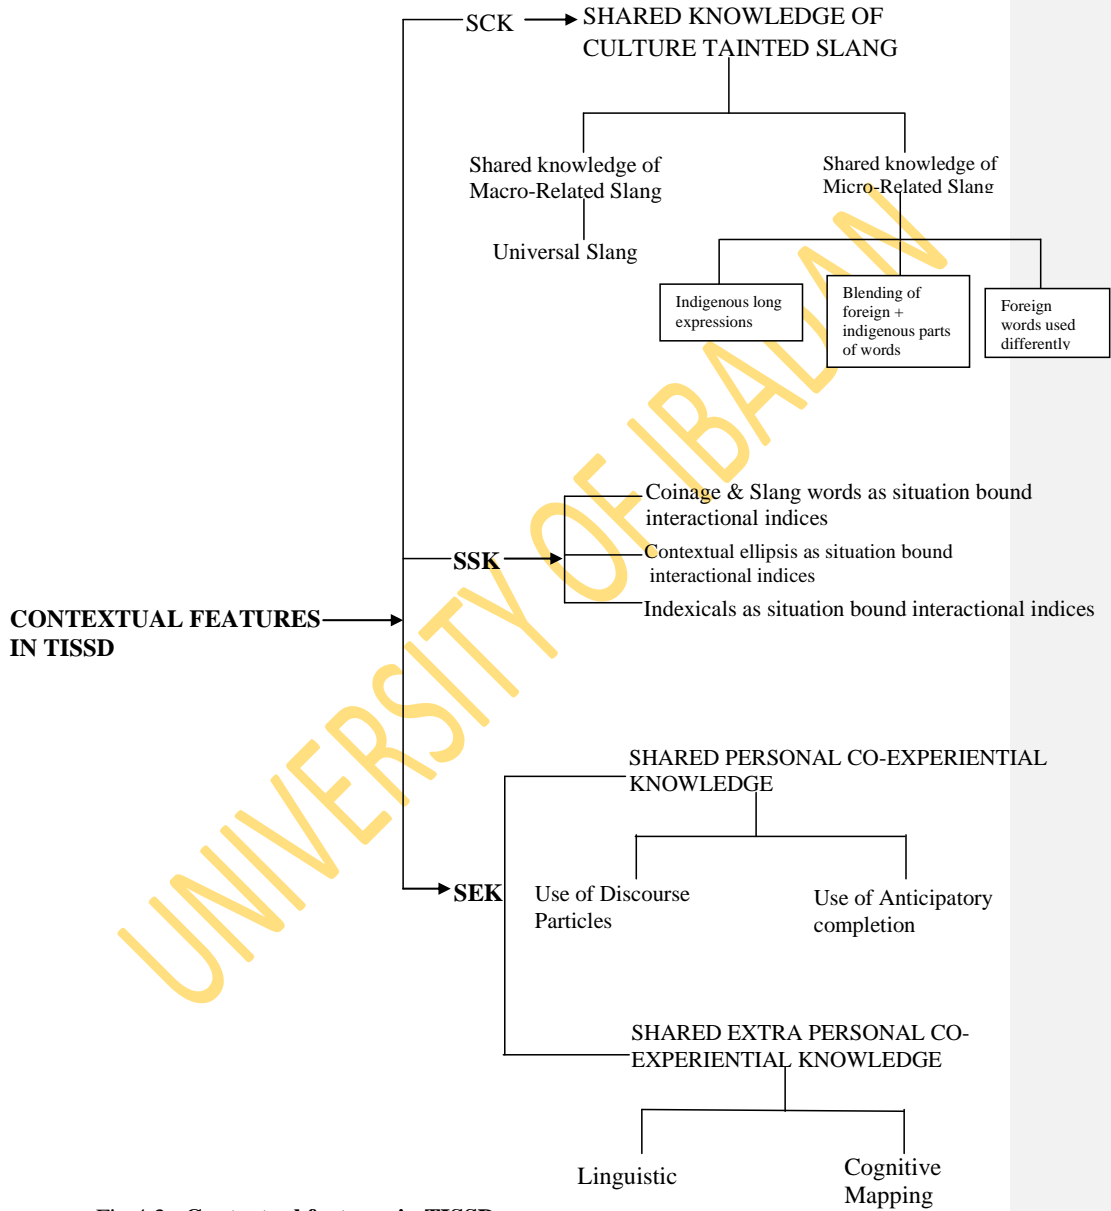 SCK
SHARED KNOWLEDGE OF
CULTURE TAINTED SLANG
Shared knowledge of
Macro-Related Slang
Shared knowledge of
Micro-Related Slang
Universal Slang
Indigenous long
expressions
Blending of
foreign +
indigenous parts
of words
Foreign
words used
differently
Coinage & Slang words as situation bound
interactional indices
SSK
Contextual ellipsis as situation bound
interactional indices
Indexicals as situation bound interactional indices
CONTEXTUAL FEATURES
IN TISSD
SHARED PERSONAL CO-EXPERIENTIAL
KNOWLEDGE
SEK
Use of Discourse
Particles
Use of Anticipatory
completion
SHARED EXTRA PERSONAL CO-
EXPERIENTIAL KNOWLEDGE
Linguistic
Cognitive
Mapping
Contextual features in TISSD
UNIVERSITY OF IBADAN